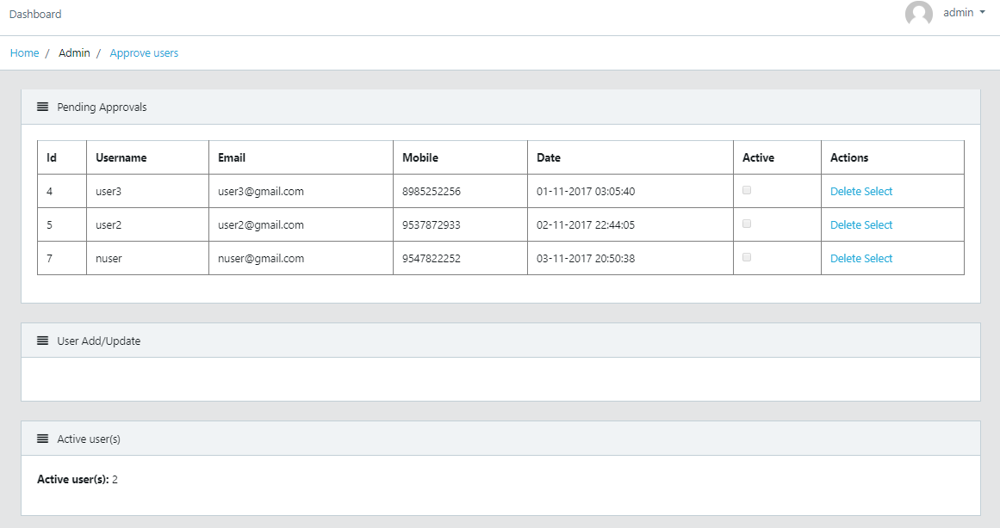 Dashboard
admin
Home / Admin / Approve users
Pending Approvals
Id Username Email Mobile Date Active Actions
4 user3 user3@gmail.com 8985252256 01-11-2017 03:05:40 Delete Select
5 user2 user2@gmail.com 9537872933 02-11-2017 22:44:05 Delete Select
7 nuser nuser@gmail.com 9547822252 03-11-2017 20:50:38 Delete Select
User Add/Update
Active user(s)
Active user(s): 2